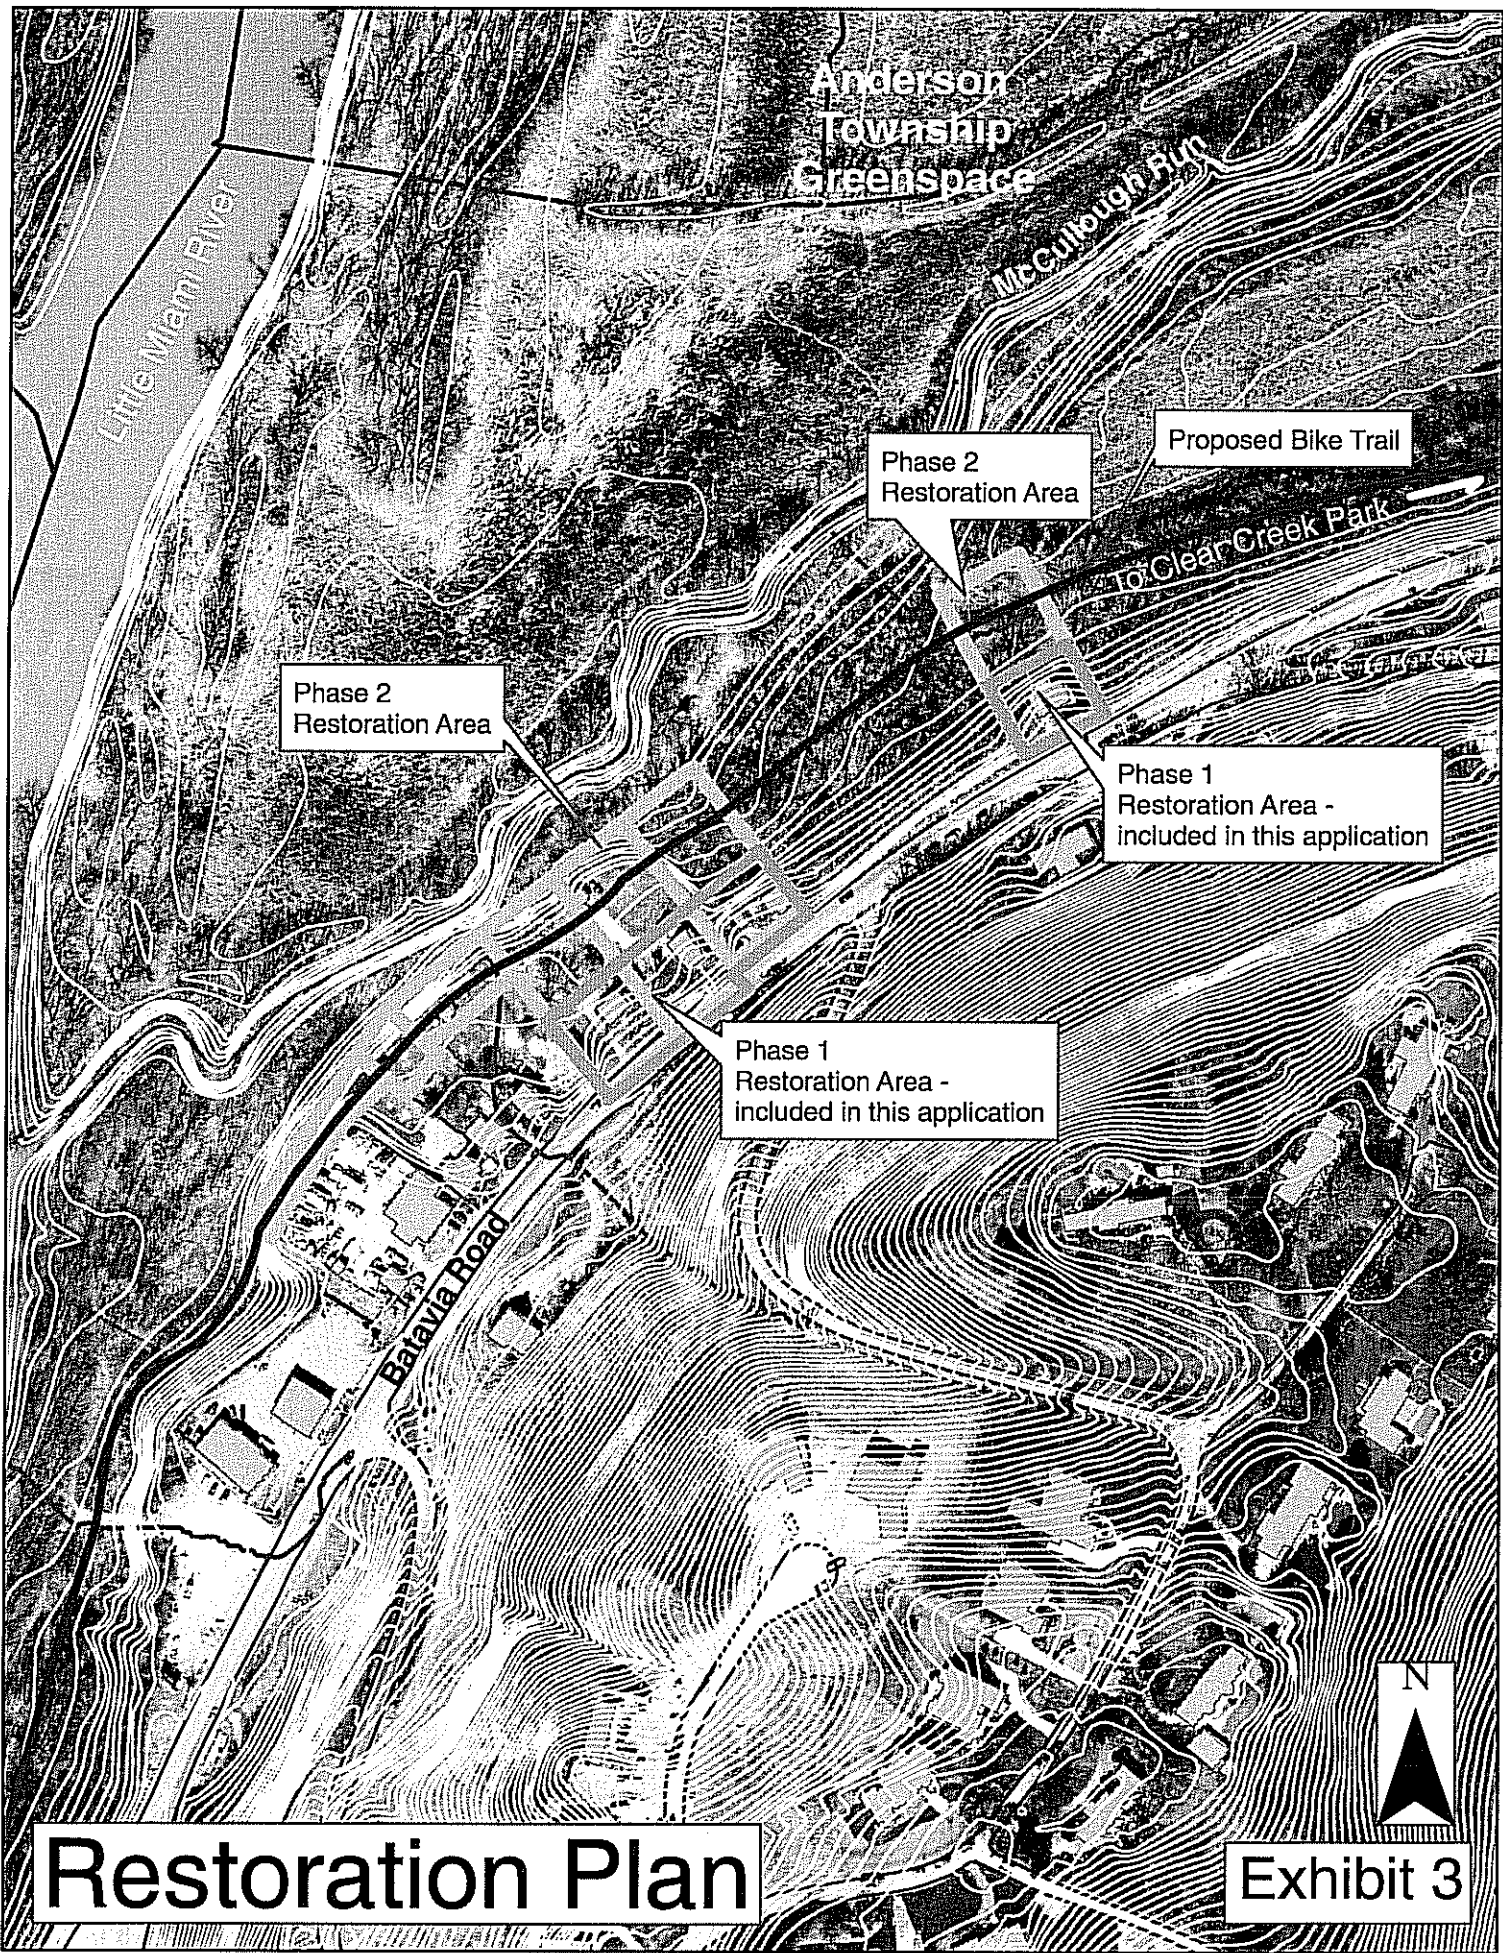 Anderson
Township
Greenspace
McCullough Run
Little Miami River
Proposed Bike Trail
Phase 2
Restoration Area
To Clear Creek Park
Phase 2
Restoration Area
Phase 1
Restoration Area -
included in this application
Phase 1
Restoration Area -
included in this application
Batavia Road
N
Restoration Plan
Exhibit 3